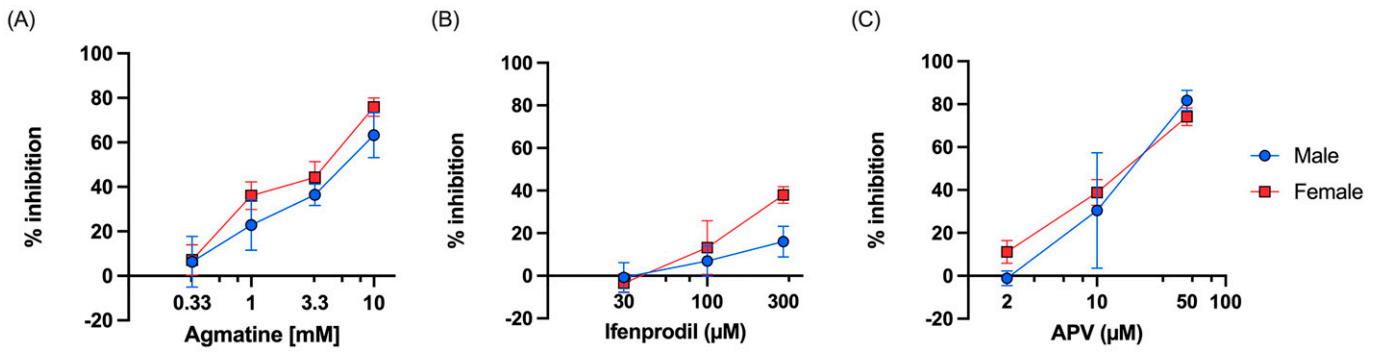 (A)
% inhibition
100
80
60
40
20
0
-20
0.33 1 3.3 10
Agmatine [mM]
(B)
% inhibition
100
80
60
40
20
0
-20
30 100 300
Ifenprodil (µM)
(C)
% inhibition
100
80
60
40
20
0
-20
2 10 50 100
APV (µM)
Male
Female